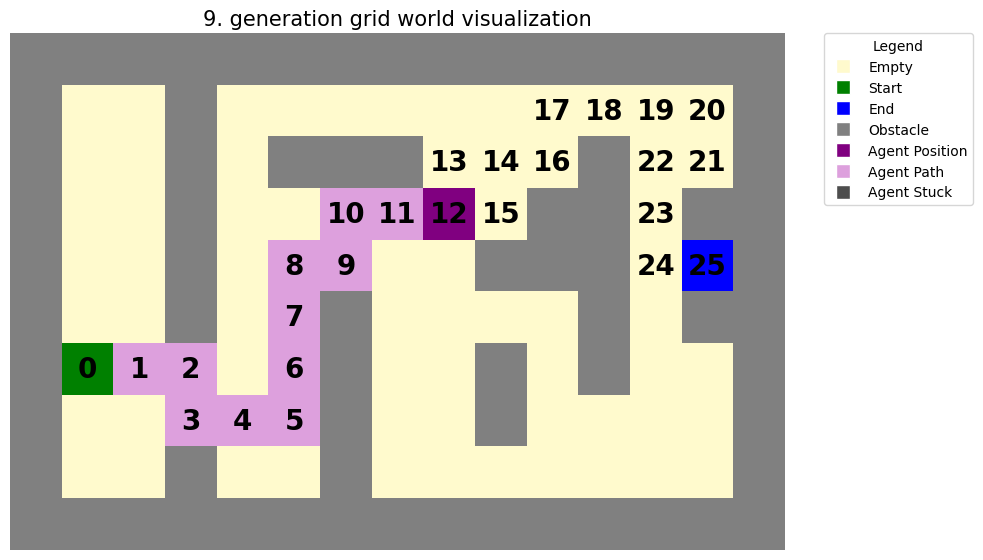 9. generation grid world visualization
17 18 19 20
13 14 16 22 21
10 11 12 15 23
8 9 24 25
7
0 1 2 6
3 4 5
Legend
Empty
Start
End
Obstacle
Agent Position
Agent Path
Agent Stuck